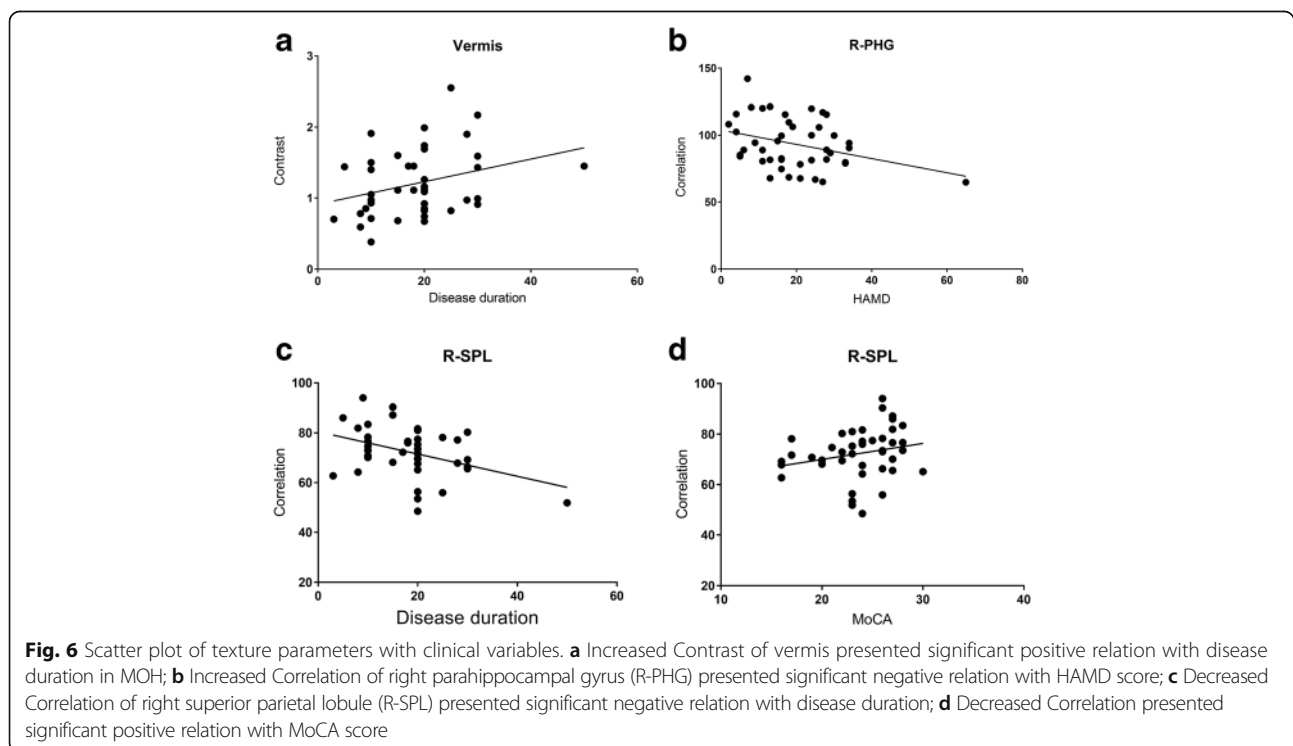 a
Vermis
3
2
1
0
Contrast
0 20 40 60
Disease duration
b
R-PHG
150
100
50
0
Correlation
0 20 40 60 80
HAMD
c
R-SPL
100
80
60
40
20
Correlation
0 20 40 60
Disease duration
d
R-SPL
100
80
60
40
20
Correlation
10 20 30 40
MoCA
Fig. 6 Scatter plot of texture parameters with clinical variables. a Increased Contrast of vermis presented significant positive relation with disease
duration in MOH; b Increased Correlation of right parahippocampal gyrus (R-PHG) presented significant negative relation with HAMD score; c Decreased
Correlation of right superior parietal lobule (R-SPL) presented significant negative relation with disease duration; d Decreased Correlation presented
significant positive relation with MoCA score